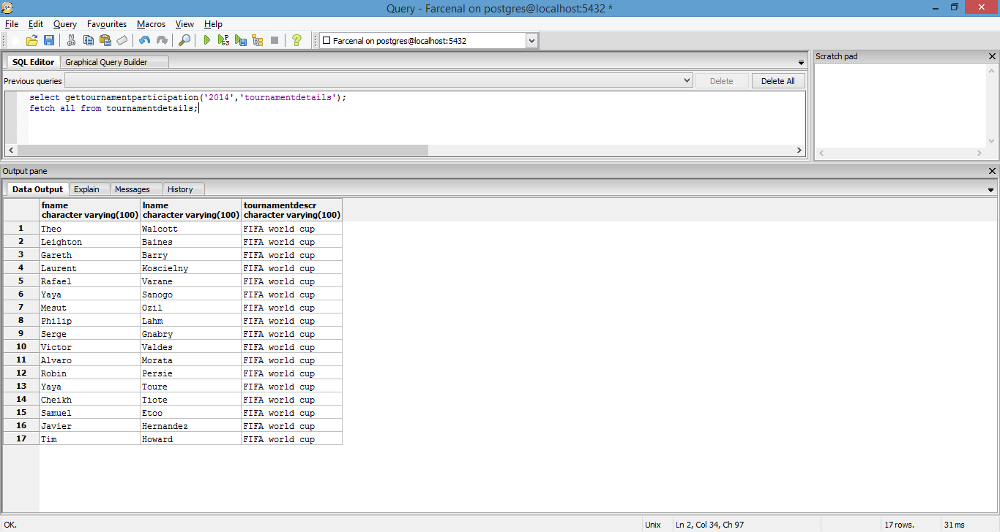 Query - Farcenal on postgres@localhost:5432 *
File Edit Query Favourites Macros View Help
Farcenal on postgres@localhost:5432
SQL Editor Graphical Query Builder
Scratch pad
Previous queries Delete Delete All
select gettournamentparticipation('2014','tournamentdetails');
fetch all from tournamentdetails;
Output pane
Data Output Explain Messages History
fname lname tournamentdescr
character varying(100) character varying(100) character varying(100)
1 Theo Walcott FIFA world cup
2 Leighton Baines FIFA world cup
3 Gareth Barry FIFA world cup
4 Laurent Koscielny FIFA world cup
5 Rafael Varane FIFA world cup
6 Yaya Sanogo FIFA world cup
7 Mesut Ozil FIFA world cup
8 Philip Lahm FIFA world cup
9 Serge Gnabry FIFA world cup
10 Victor Valdes FIFA world cup
11 Alvaro Morata FIFA world cup
12 Robin Persie FIFA world cup
13 Yaya Toure FIFA world cup
14 Cheikh Tiote FIFA world cup
15 Samuel Etoo FIFA world cup
16 Javier Hernandez FIFA world cup
17 Tim Howard FIFA world cup
OK. Unix Ln 2, Col 34, Ch 97 17 rows. 31 ms